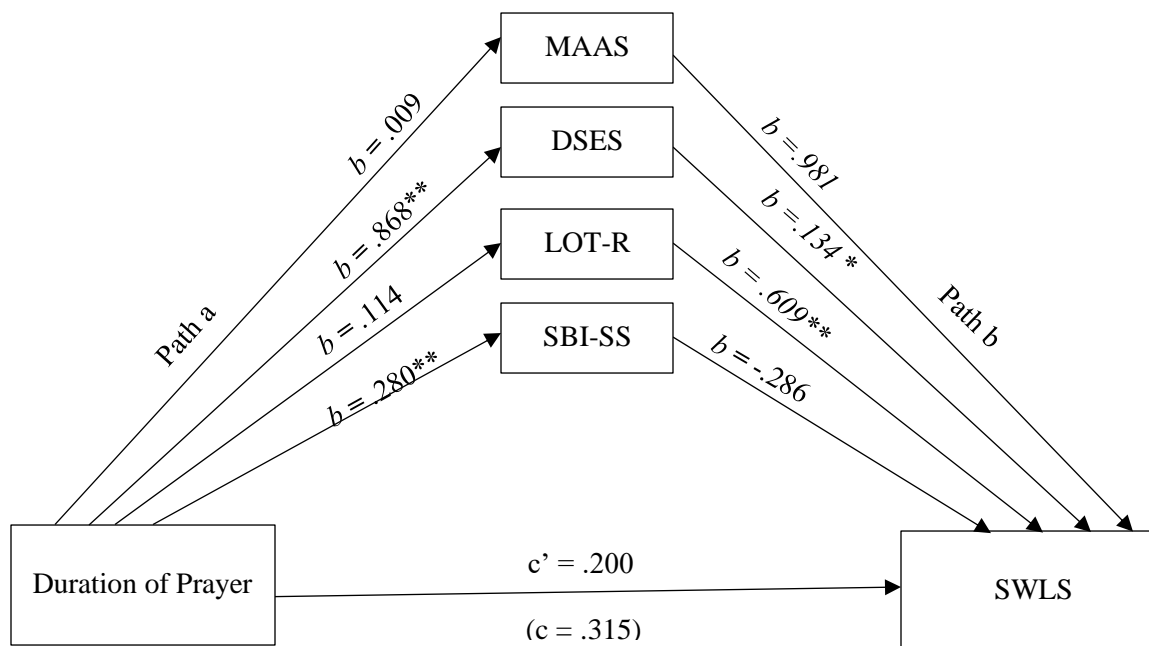 MAAS
DSES
LOT-R
SBI-SS
b = .009
b = .868**
b = .114
b = .280**
Path a
b =.981
b = .134 *
b = .609**
b = -.286
Path b
Duration of Prayer
c’ = .200
(c = .315)
SWLS